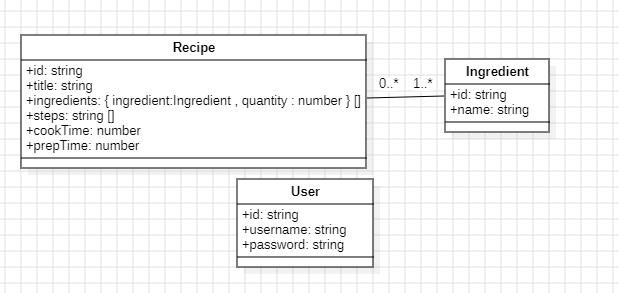 Recipe
+id: string
+title: string
+ingredients: { ingredient:Ingredient , quantity : number } []
+steps: string []
+cookTime: number
+prepTime: number
0..* 1..*
Ingredient
+id: string
+name: string
User
+id: string
+username: string
+password: string